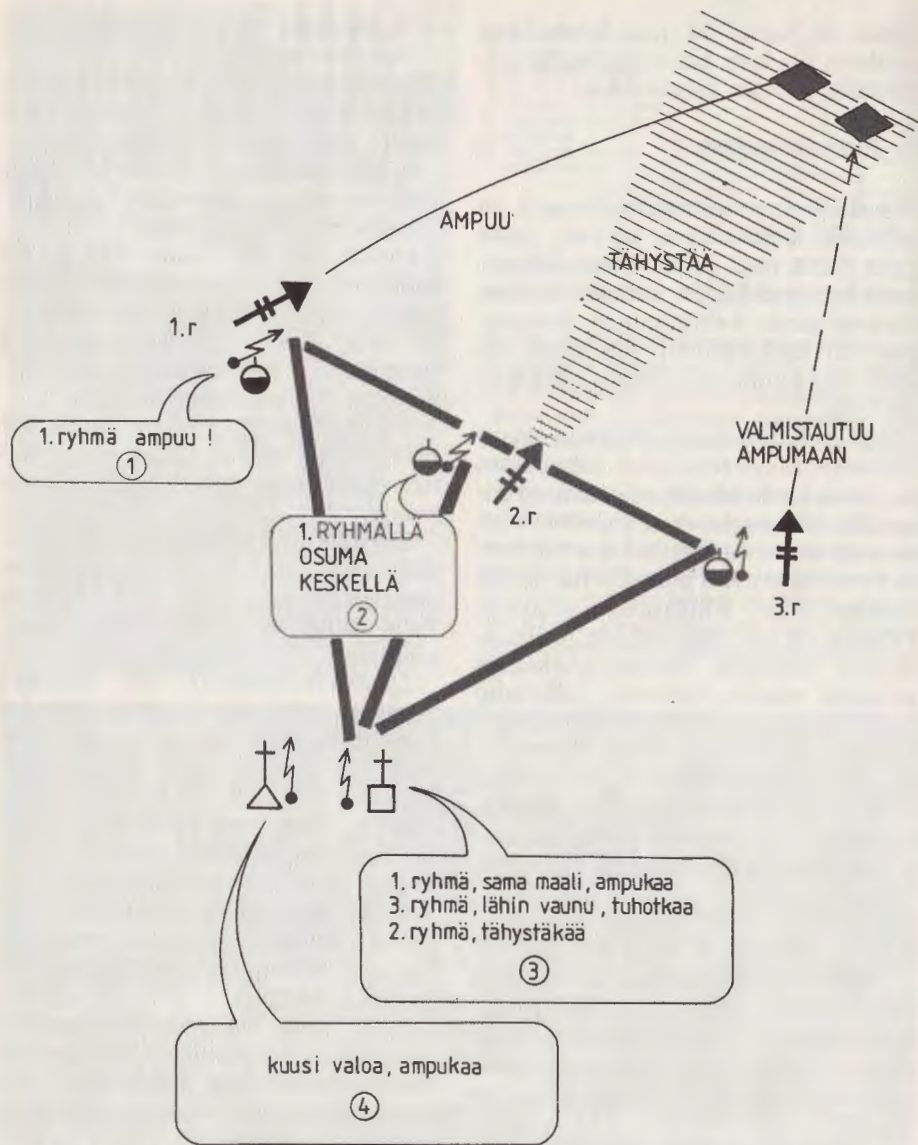 AMPUU
TÄHYSTÄÄ
1.r
1. ryhmä ampuu !
1
VALMISTAUTUU
AMPUMAAN
2.r
1. RYHMALLÄ
OSUMA
KESKELLÄ
2
3.r
1. ryhmä, sama maali, ampukaa
3. ryhmä, lähin vaunu, tuhotkaa
2. ryhmä, tähystäkää
3
kuusi valoa, ampukaa
4